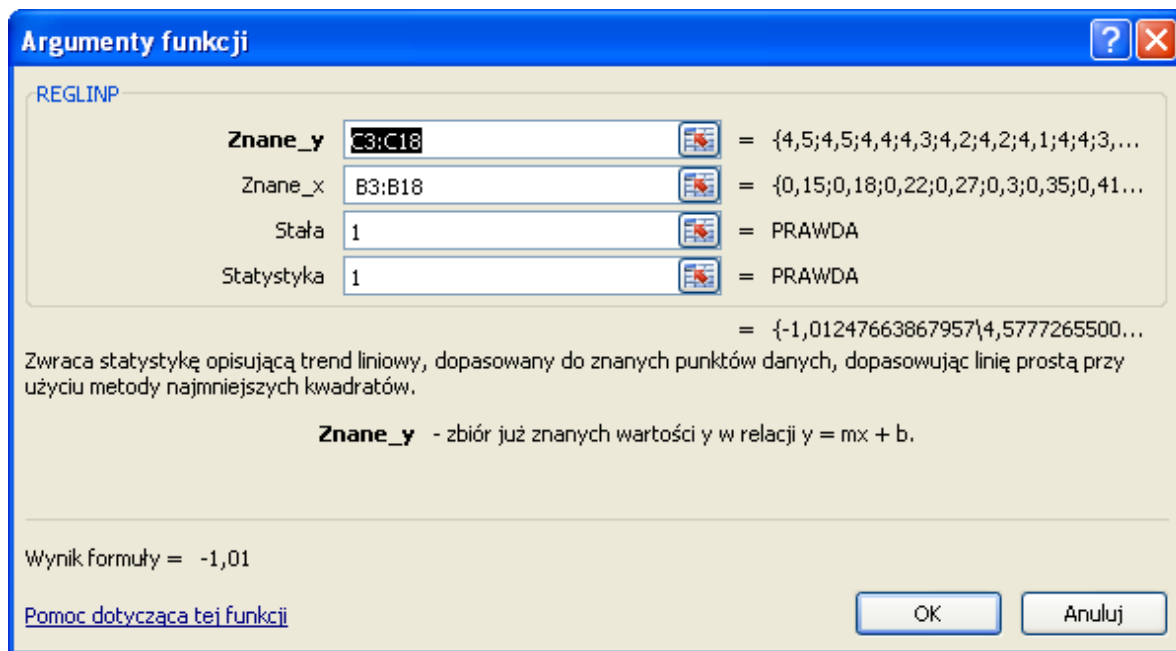 Argumenty funkcji
REGLINP
Znane_y C3:C18 = {4,5;4,5;4,4;4,3;4,2;4,2;4,1;4;4;3,...
Znane_x B3:B18 = {0,15;0,18;0,22;0,27;0,3;0,35;0,41...
Stała 1 = PRAWDA
Statystyka 1 = PRAWDA
= {-1,01247663867957\4,5777265500...
Zwraca statystykę opisującą trend liniowy, dopasowany do znanych punktów danych, dopasowując linię prostą przy
użyciu metody najmniejszych kwadratów.
Znane_y - zbiór już znanych wartości y w relacji y = mx + b.
Wynik formuły = -1,01
Pomoc dotycząca tej funkcji OK Anuluj